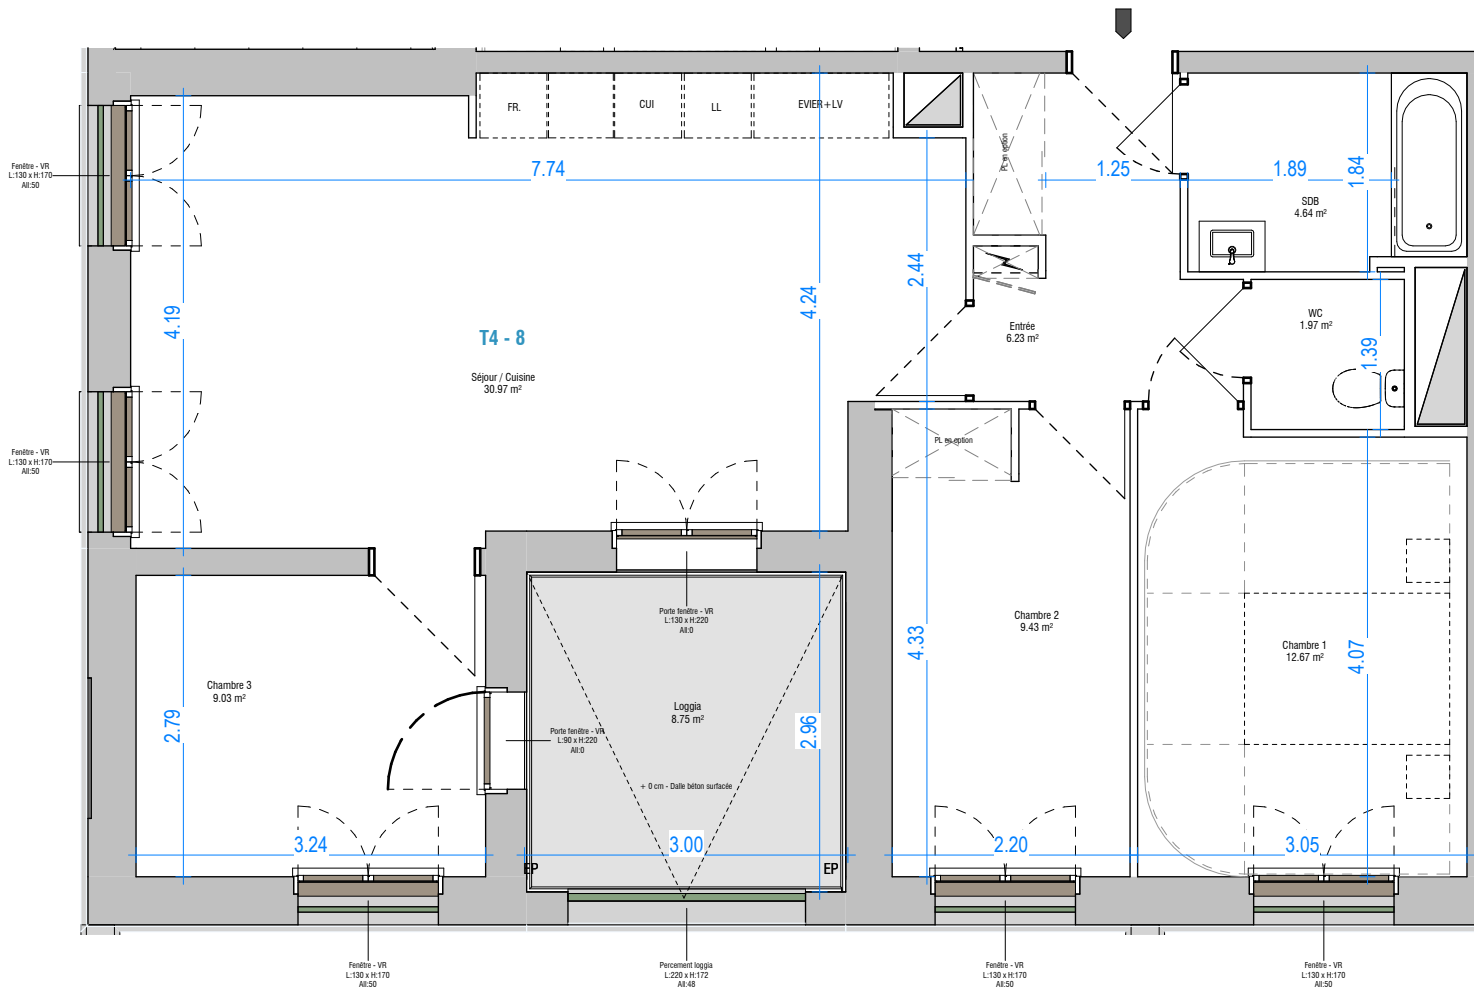 FR.
CUI
LL
EVIER+LV
PL en option
7.74
1.25
1.89
1.84
SDB
4.64 m²
Fenêtre - VR
L:130 x H:170
All:50
2.44
4.19
4.24
T4 - 8
Séjour / Cuisine
30.97 m²
Entrée
6.23 m²
WC
1.97 m²
1.39
PL en option
Fenêtre - VR
L:130 x H:170
All:50
Porte fenêtre - VR
L:130 x H:220
All:0
Chambre 2
9.43 m²
4.33
Chambre 1
12.67 m²
4.07
Chambre 3
9.03 m²
2.79
Loggia
8.75 m²
2.96
Porte fenêtre - VR
L:90 x H:220
All:0
+ 0 cm - Dalle béton surfacée
3.24
3.00
2.20
3.05
EP
EP
Fenêtre - VR
L:130 x H:170
All:50
Percement loggia
L:220 x H:172
All:48
Fenêtre - VR
L:130 x H:170
All:50
Fenêtre - VR
L:130 x H:170
All:50